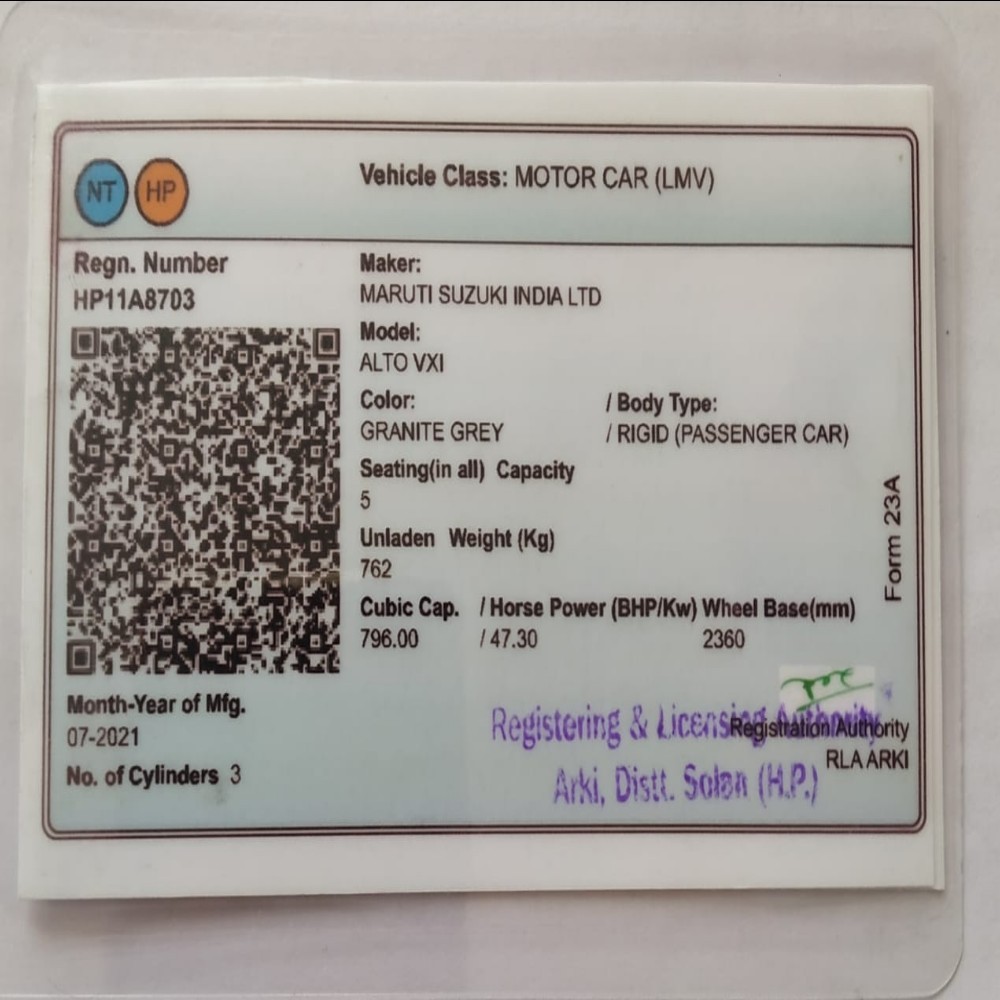 NT HP
Vehicle Class: MOTOR CAR (LMV)
Regn. Number
HP11A8703
Maker:
MARUTI SUZUKI INDIA LTD
Model:
ALTO VXI
Color: / Body Type:
GRANITE GREY / RIGID (PASSENGER CAR)
Seating(in all) Capacity
5
Unladen Weight (Kg)
762
Cubic Cap. / Horse Power (BHP/Kw) Wheel Base(mm)
796.00 / 47.30 2360
Form 23A
Month-Year of Mfg.
07-2021
No. of Cylinders 3
Registering & Licensing Authority
Arki, Distt. Solan (H.P.)
Registration Authority
RLA ARKI